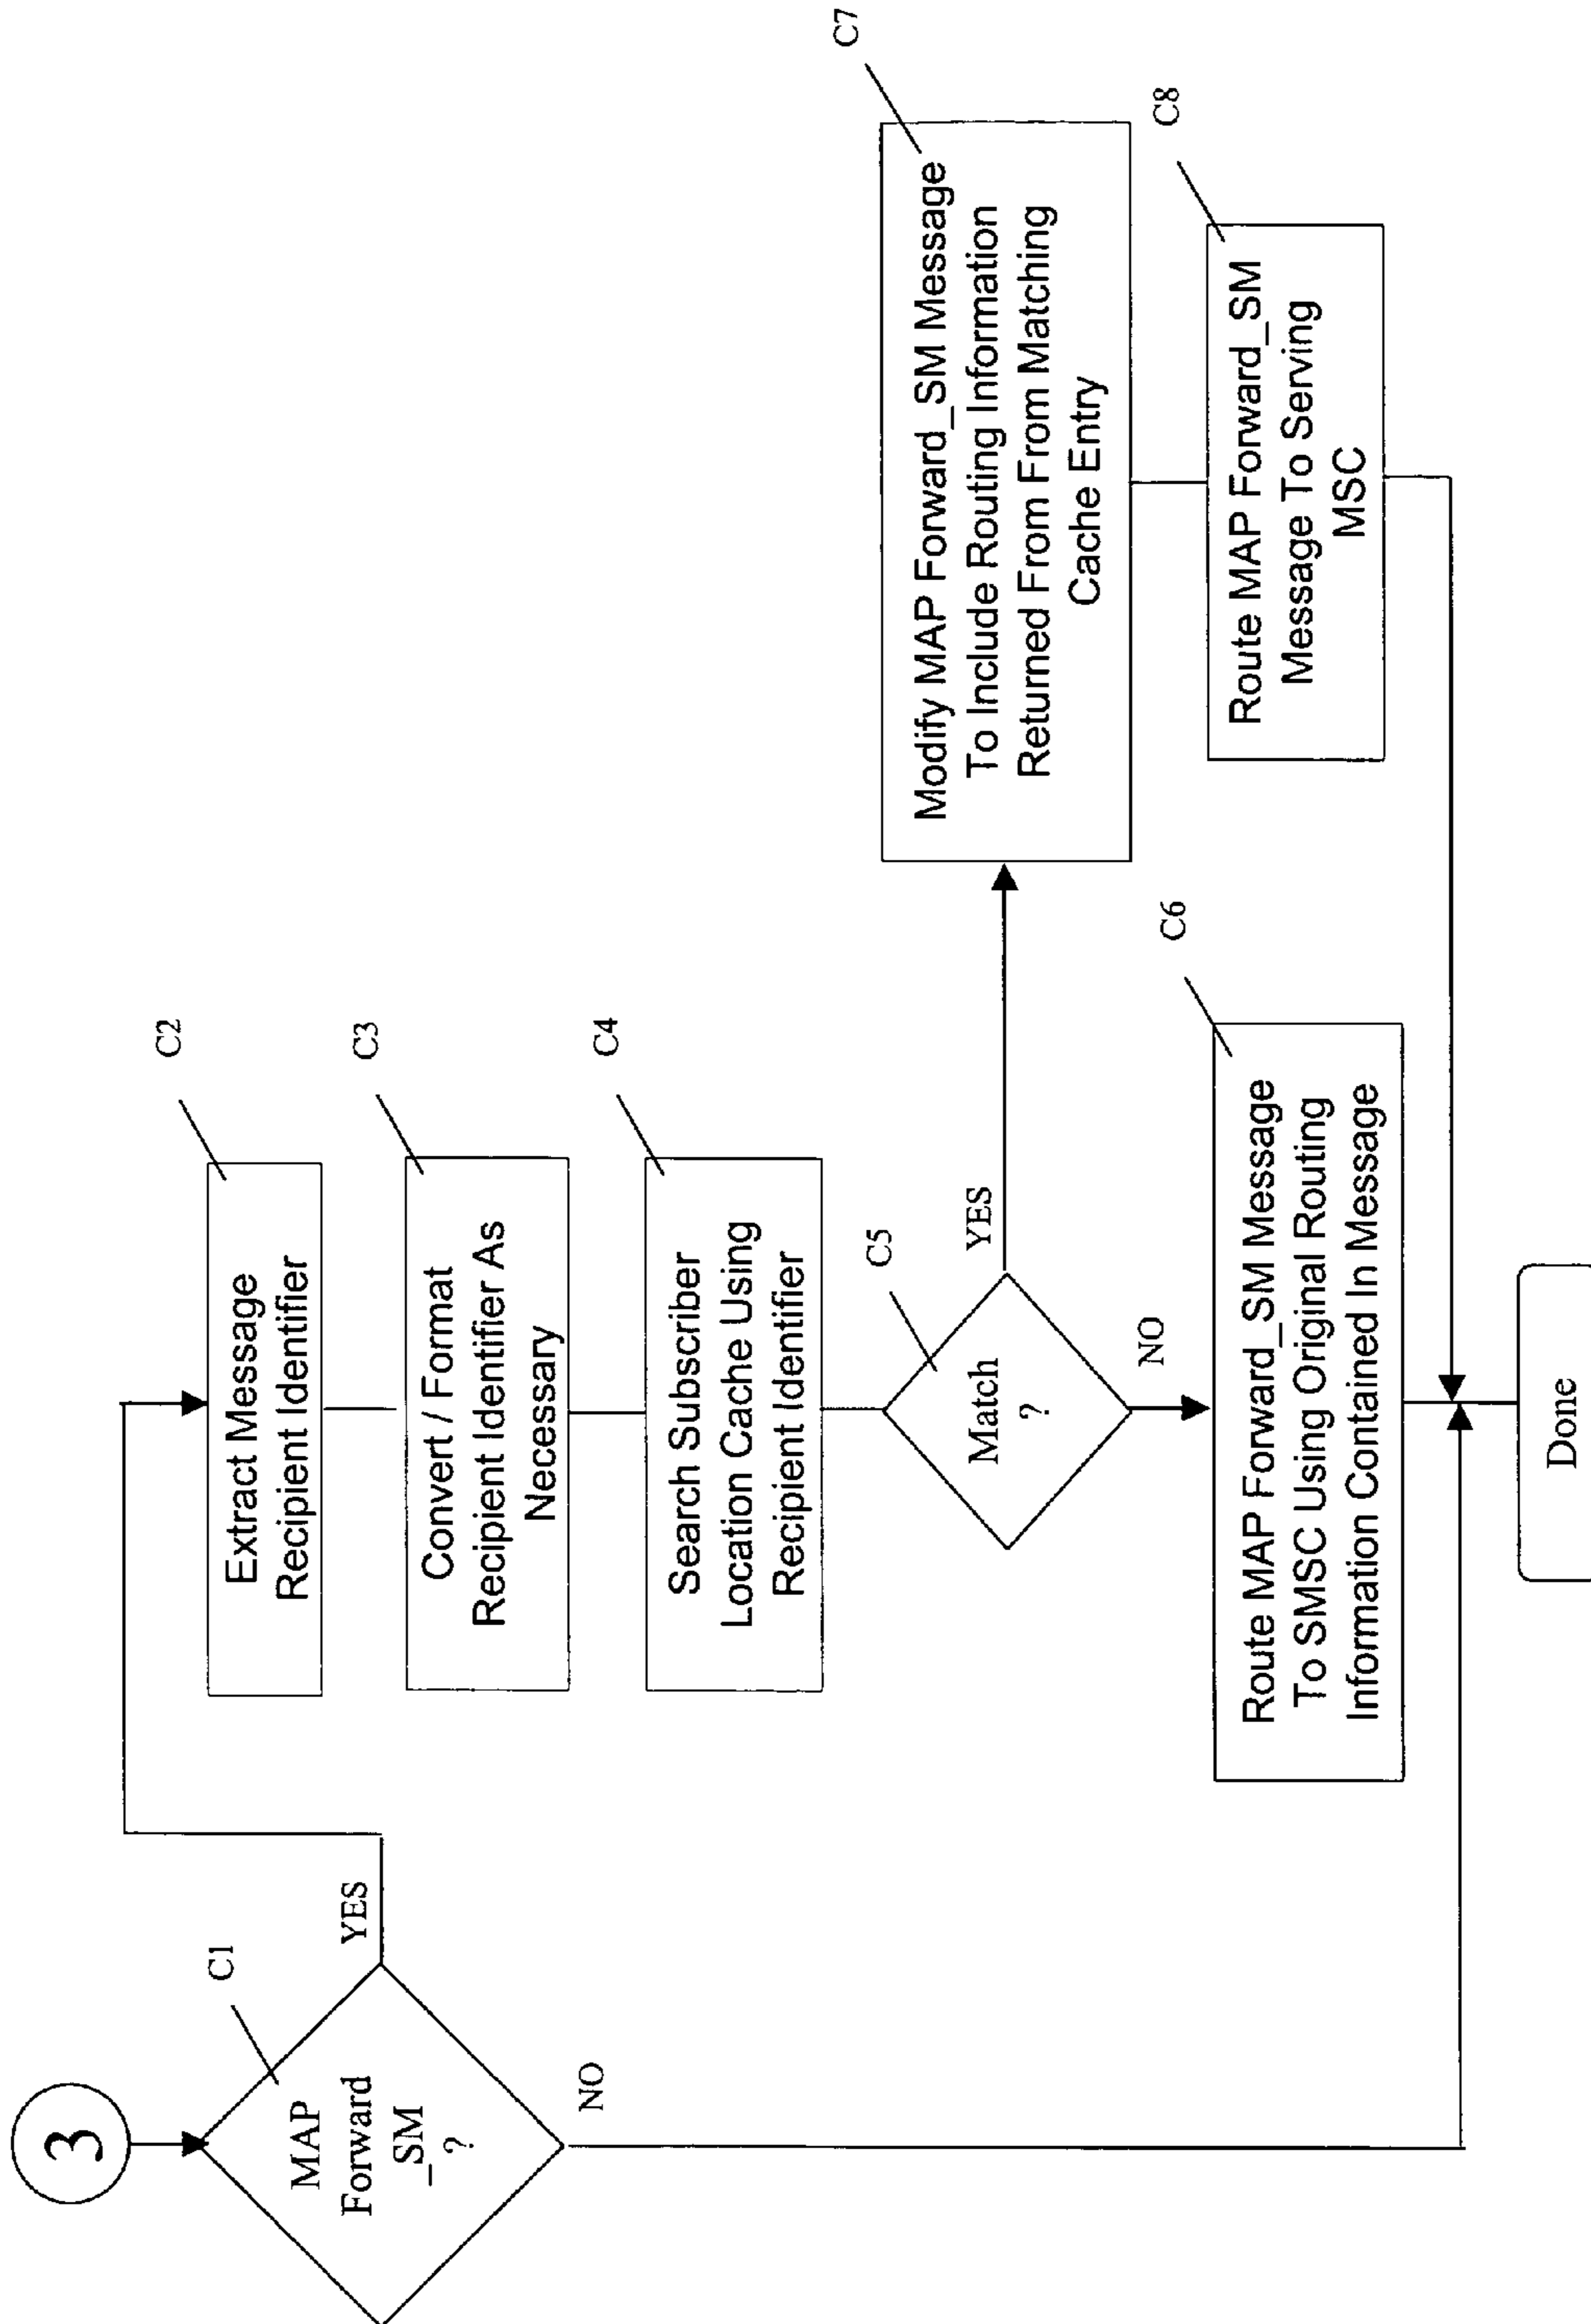 3
C1
MAP
Forward
_SM
?
YES
NO
C2
Extract Message
Recipient Identifier
C3
Convert / Format
Recipient Identifier As
Necessary
C4
Search Subscriber
Location Cache Using
Recipient Identifier
C5
Match
?
YES
NO
C6
Route MAP Forward_SM Message
To SMSC Using Original Routing
Information Contained In Message
C7
Modify MAP Forward_SM Message
To Include Routing Information
Returned From From Matching
Cache Entry
C8
Route MAP Forward_SM
Message To Serving
MSC
Done